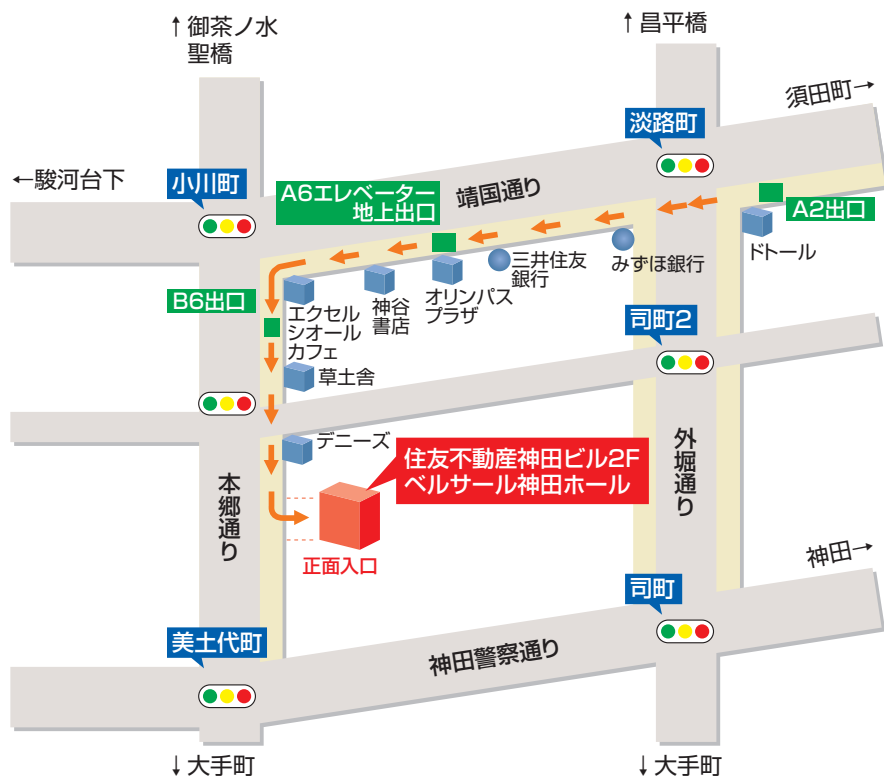 ↑御茶ノ水
聖橋
↑昌平橋
須田町→
淡路町
←駿河台下
小川町
A6エレベーター
地上出口
靖国通り
A2出口
ドトール
みずほ銀行
三井住友
銀行
オリンパス
プラザ
神谷
書店
B6出口
エクセル
シオール
カフェ
司町2
草土舎
デニーズ
住友不動産神田ビル2F
ベルサール神田ホール
外堀通り
本郷通り
正面入口
神田→
司町
美土代町
神田警察通り
↓大手町
↓大手町